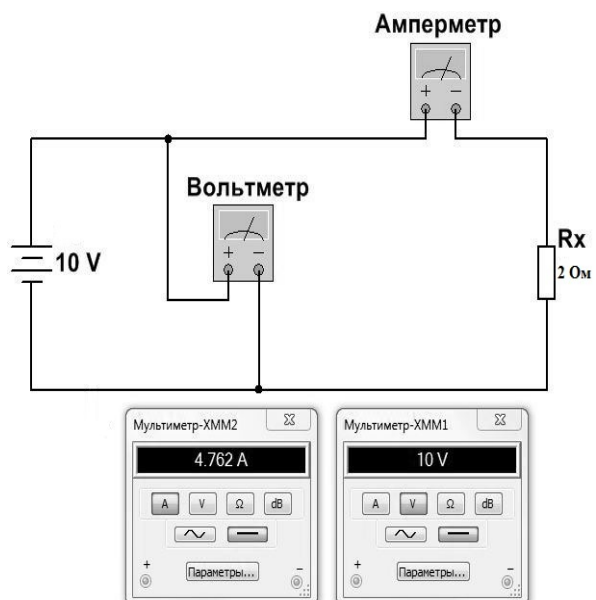 Амперметр
+ −
Вольтметр
+ −
10 V
Rx
2 Ом
Мультиметр-XMM2
4.762 A
A V Ω dB
+ Параметры... −
Мультиметр-XMM1
10 V
A V Ω dB
+ Параметры... −